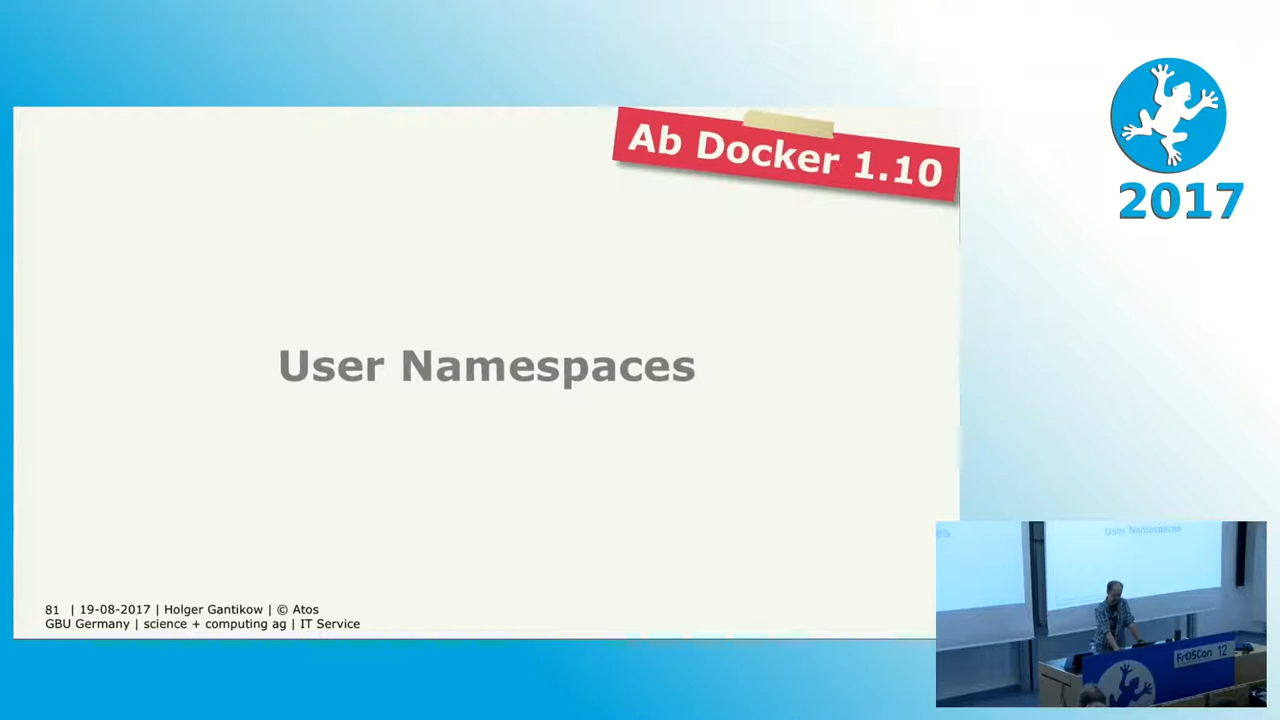 Ab Docker 1.10
2017
User Namespaces
81 | 19-08-2017 | Holger Gantikow | © Atos
GBU Germany | science + computing ag | IT Service
es
User Namespaces
FrOSCon 12